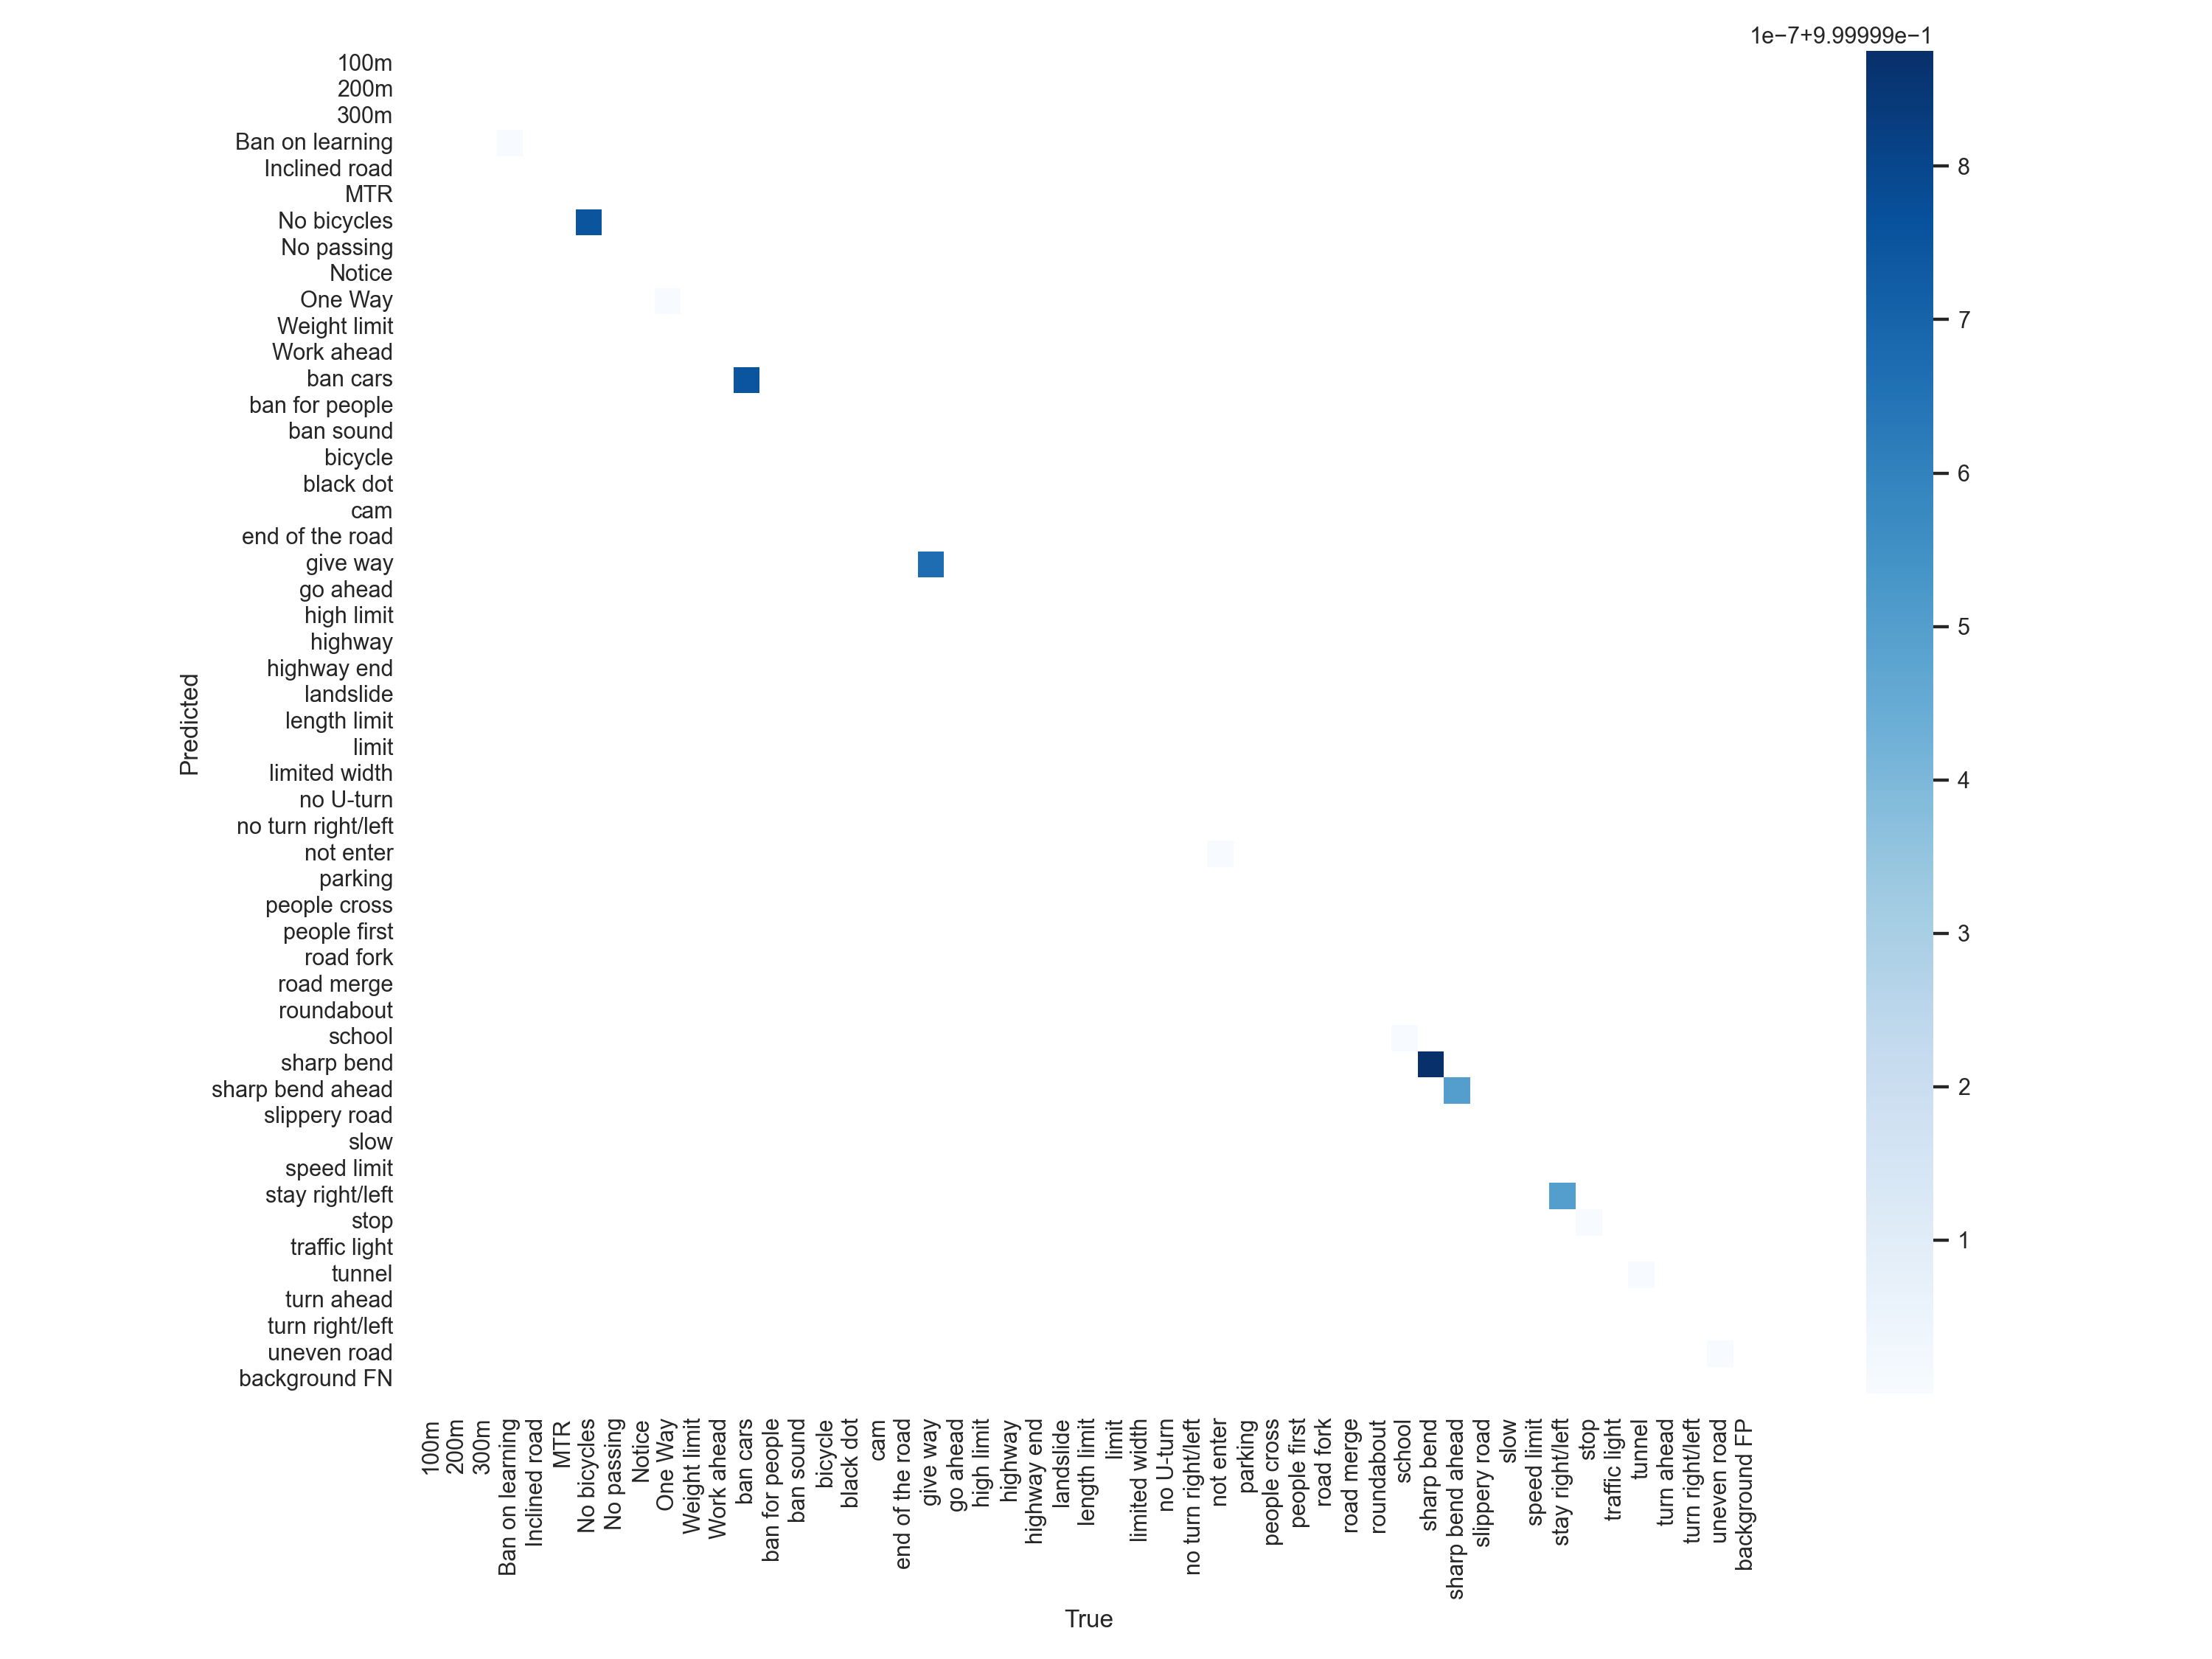 1e−7+9.99999e−1
100m
200m
300m
Ban on learning
Inclined road
MTR
No bicycles
No passing
Notice
One Way
Weight limit
Work ahead
ban cars
ban for people
ban sound
bicycle
black dot
cam
end of the road
give way
go ahead
high limit
highway
highway end
landslide
length limit
limit
limited width
no U-turn
no turn right/left
not enter
parking
people cross
people first
road fork
road merge
roundabout
school
sharp bend
sharp bend ahead
slippery road
slow
speed limit
stay right/left
stop
traffic light
tunnel
turn ahead
turn right/left
uneven road
background FN
Predicted
8
7
6
5
4
3
2
1
100m
200m
300m
Ban on learning
Inclined road
MTR
No bicycles
No passing
Notice
One Way
Weight limit
Work ahead
ban cars
ban for people
ban sound
bicycle
black dot
cam
end of the road
give way
go ahead
high limit
highway
highway end
landslide
length limit
limit
limited width
no U-turn
no turn right/left
not enter
parking
people cross
people first
road fork
road merge
roundabout
school
sharp bend
sharp bend ahead
slippery road
slow
speed limit
stay right/left
stop
traffic light
tunnel
turn ahead
turn right/left
uneven road
background FP
True